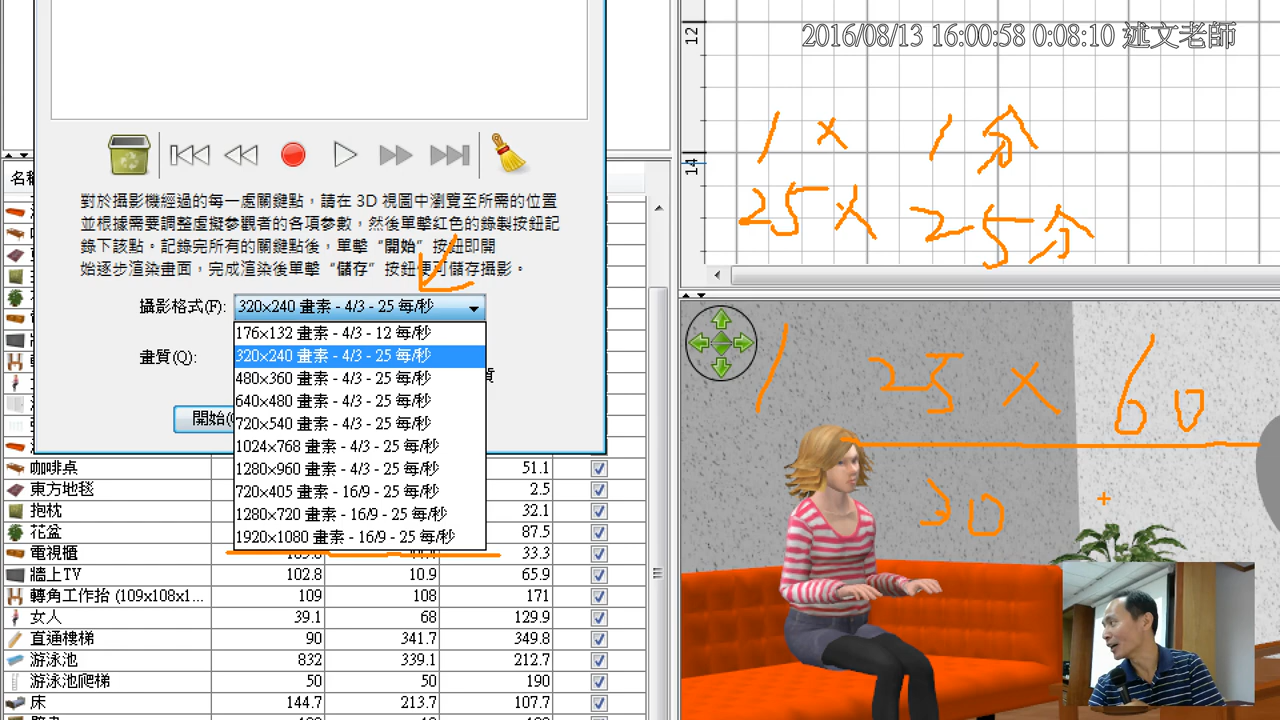 2016/08/13 16:00:58 0:08:10 述文老師
12
14
1 x 1分
25 x 25分
對於攝影機經過的每一處關鍵點，請在 3D 視圖中瀏覽至所需的位置
並根據需要調整虛擬參觀者的各項參數，然後單擊紅色的錄製按鈕記
錄下該點。記錄完所有的關鍵點後，單擊“開始”按鈕即開
始逐步渲染畫面，完成渲染後單擊“儲存”按鈕便可儲存攝影。
攝影格式(F): 320×240 畫素 - 4/3 - 25 每/秒
176×132 畫素 - 4/3 - 12 每/秒
320×240 畫素 - 4/3 - 25 每/秒
480×360 畫素 - 4/3 - 25 每/秒
640×480 畫素 - 4/3 - 25 每/秒
720×540 畫素 - 4/3 - 25 每/秒
1024×768 畫素 - 4/3 - 25 每/秒
1280×960 畫素 - 4/3 - 25 每/秒
720×405 畫素 - 16/9 - 25 每/秒
1280×720 畫素 - 16/9 - 25 每/秒
1920×1080 畫素 - 16/9 - 25 每/秒
畫質(Q):
開始(
1 25 x 60
30
咖啡桌 51.1
東方地毯 2.5
抱枕 32.1
花盆 87.5
電視櫃 33.3
牆上TV 102.8 10.9 65.9
轉角工作抬 (109x108x1... 109 108 171
女人 39.1 68 129.9
直通樓梯 90 341.7 349.8
游泳池 832 339.1 212.7
游泳池爬梯 50 50 190
床 144.7 213.7 107.7